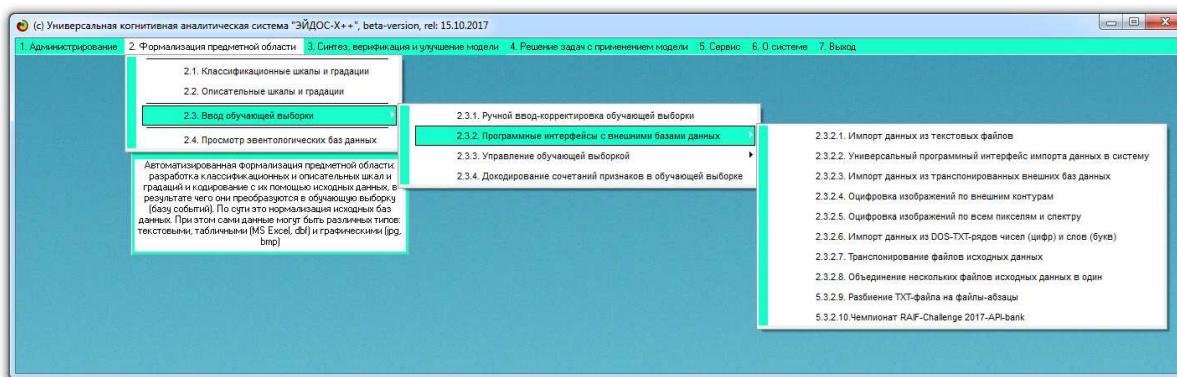 (с) Универсальная когнитивная аналитическая система "ЭЙДОС-Х++", beta-version, rel: 15.10.2017
1. Администрирование 2. Формализация предметной области 3. Синтез, верификация и улучшение модели 4. Решение задач с применением модели 5. Сервис 6. О системе 7. Выход
2.1. Классификационные шкалы и градации
2.2. Описательные шкалы и градации
2.3. Ввод обучающей выборки
2.4. Просмотр эвентологических баз данных
Автоматизированная формализация предметной области:
разработка классификационных и описательных шкал и
градаций и кодирование с их помощью исходных данных, в
результате чего они преобразуются в обучающую выборку
(базу событий). По сути это нормализация исходных баз
данных. При этом сами данные могут быть различных типов:
текстовыми, табличными (MS Excel, dbf) и графическими (jpg,
bmp)
2.3.1. Ручной ввод-корректировка обучающей выборки
2.3.2. Программные интерфейсы с внешними базами данных
2.3.3. Управление обучающей выборкой
2.3.4. Докодирование сочетаний признаков в обучающей выборке
2.3.2.1. Импорт данных из текстовых файлов
2.3.2.2. Универсальный программный интерфейс импорта данных в систему
2.3.2.3. Импорт данных из транспонированных внешних баз данных
2.3.2.4. Оцифровка изображений по внешним контурам
2.3.2.5. Оцифровка изображений по всем пикселям и спектру
2.3.2.6. Импорт данных из DOS-TXT-рядов чисел (цифр) и слов (букв)
2.3.2.7. Транспонирование файлов исходных данных
2.3.2.8. Объединение нескольких файлов исходных данных в один
5.3.2.9. Разбиение TXT-файла на файлы-абзацы
5.3.2.10.Чемпионат RAIF-Challenge 2017-API-bank